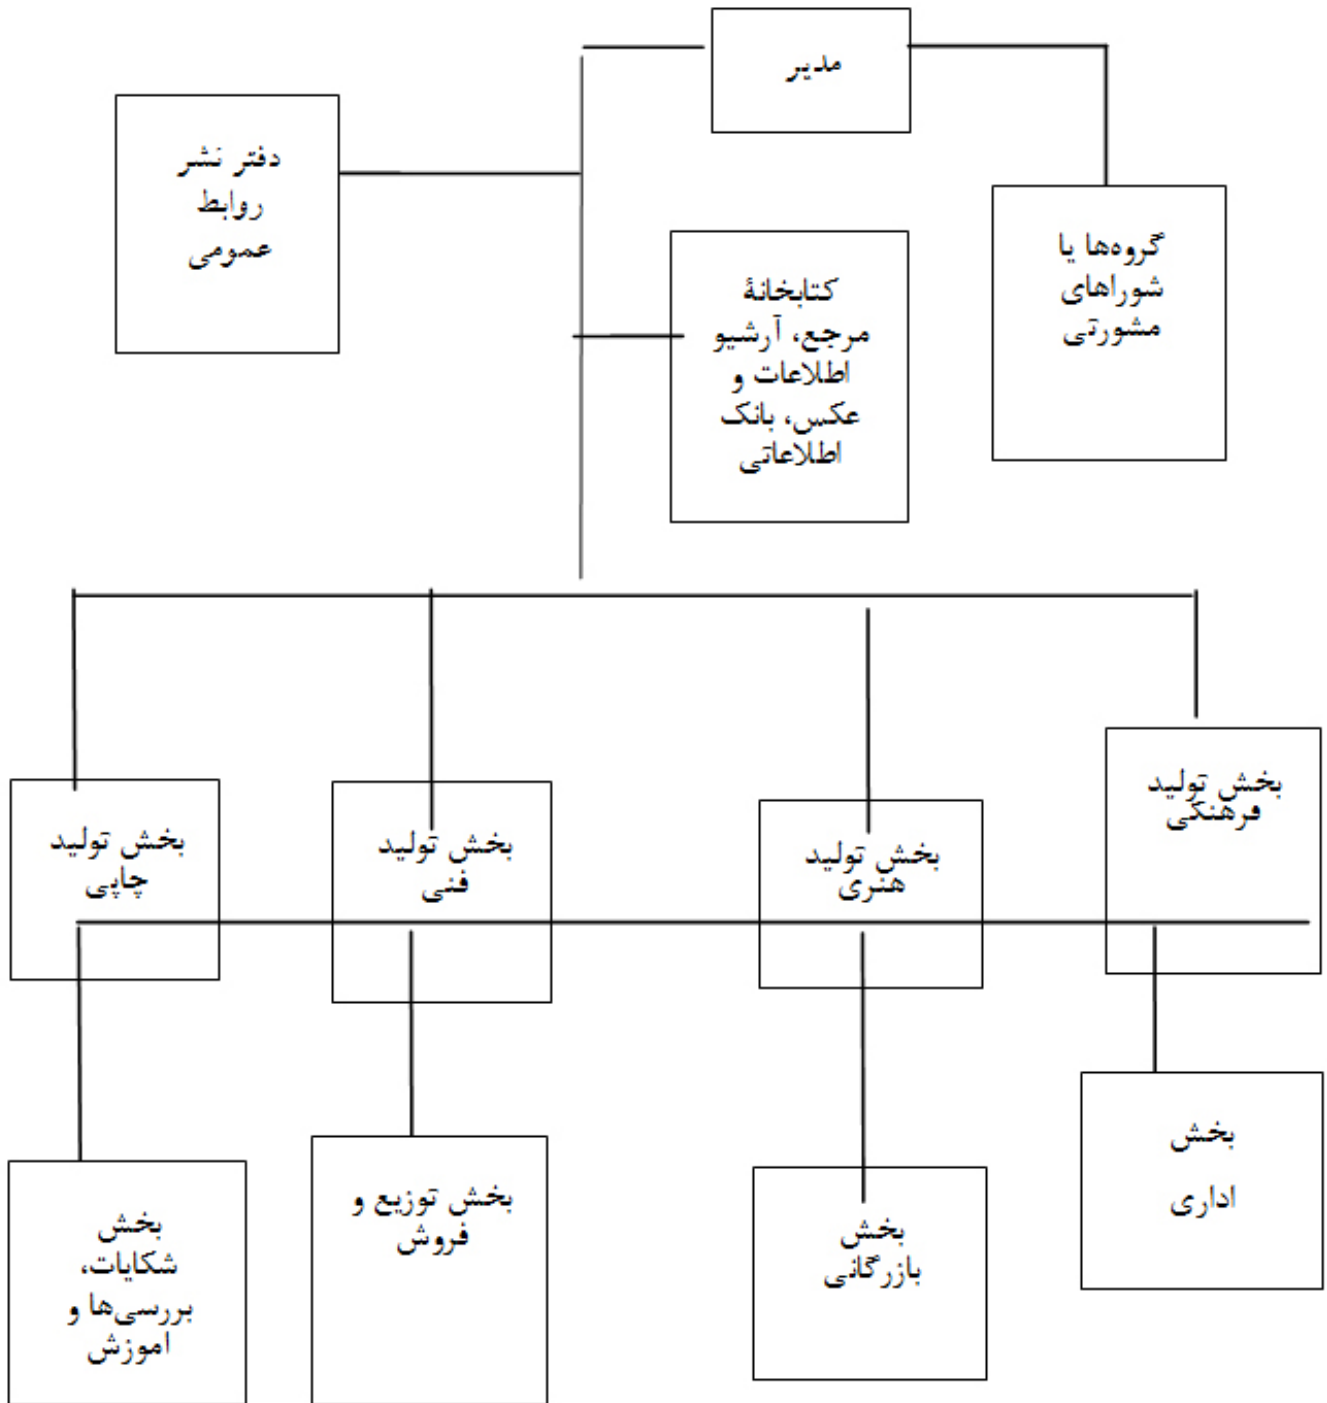 مدیر
دفتر نشر
روابط
عمومی
گروه‌ها یا
شوراهای
مشورتی
کتابخانهٔ
مرجع، آرشیو
اطلاعات و
عکس، بانک
اطلاعاتی
بخش تولید
فرهنگی
بخش تولید
هنری
بخش تولید
فنی
بخش تولید
چاپی
بخش
اداری
بخش
بازرگانی
بخش توزیع و
فروش
بخش
شکایات،
بررسی‌ها و
اموزش